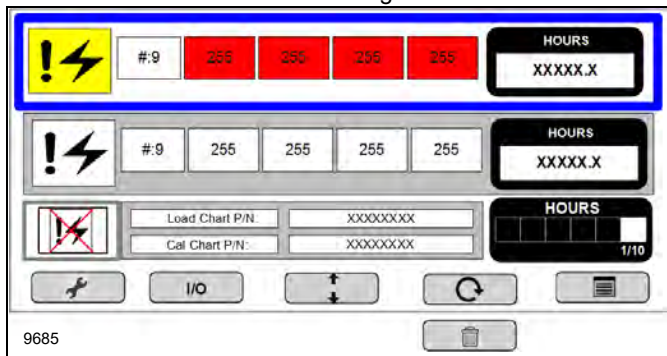 HOURS
#:9 255 255 255 255
XXXXX.X
HOURS
#:9 255 255 255 255
XXXXX.X
HOURS
Load Chart P/N: XXXXXXXX
Cal Chart P/N: XXXXXXXX
1/10
I/O
9685